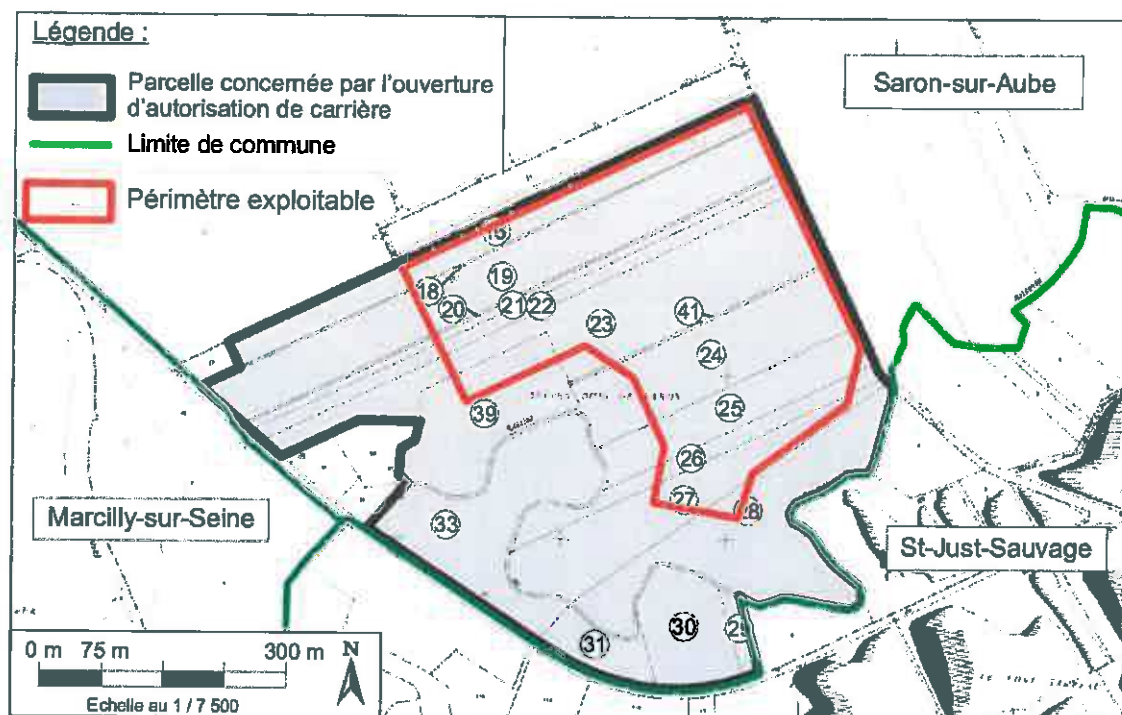 Légende :
Parcelle concernée par l'ouverture
d'autorisation de carrière
Limite de commune
Périmètre exploitable
Saron-sur-Aube
18
19
20
21
22
23
41
24
25
39
26
27
28
33
Marcilly-sur-Seine
St-Just-Sauvage
30
31
0 m 75 m 300 m N
Echelle au 1 / 7 500